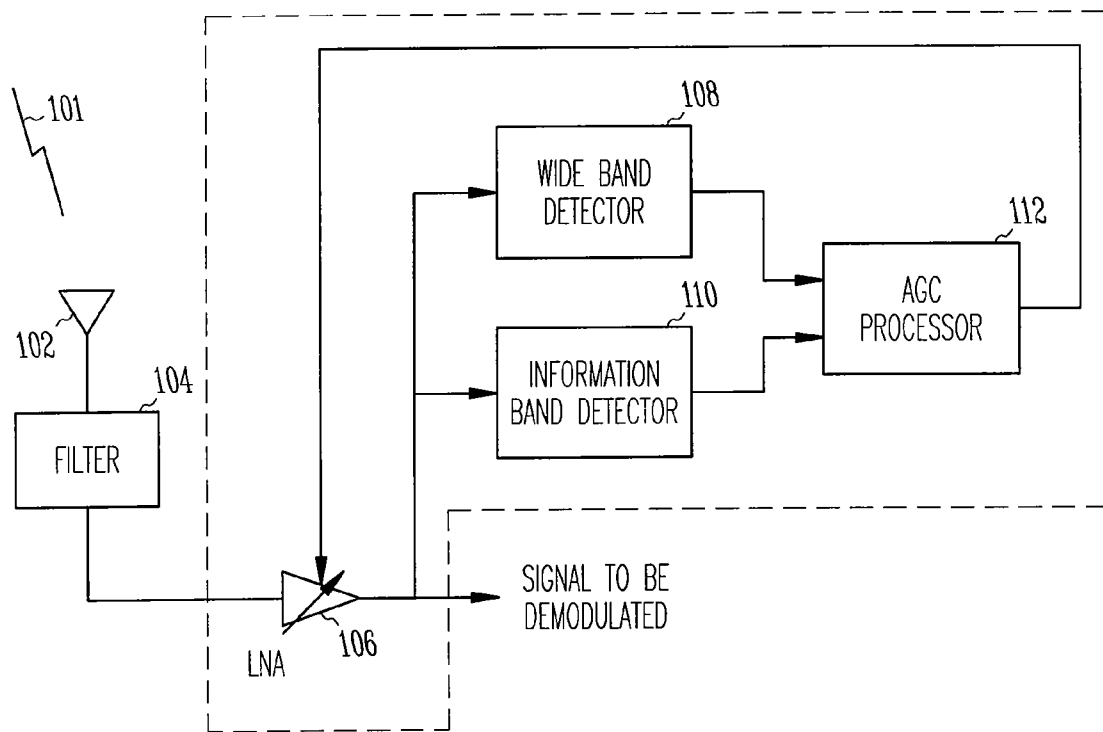 101
108
WIDE BAND
DETECTOR
112
AGC
PROCESSOR
102
110
INFORMATION
BAND DETECTOR
104
FILTER
106
LNA
SIGNAL TO BE
DEMODULATED